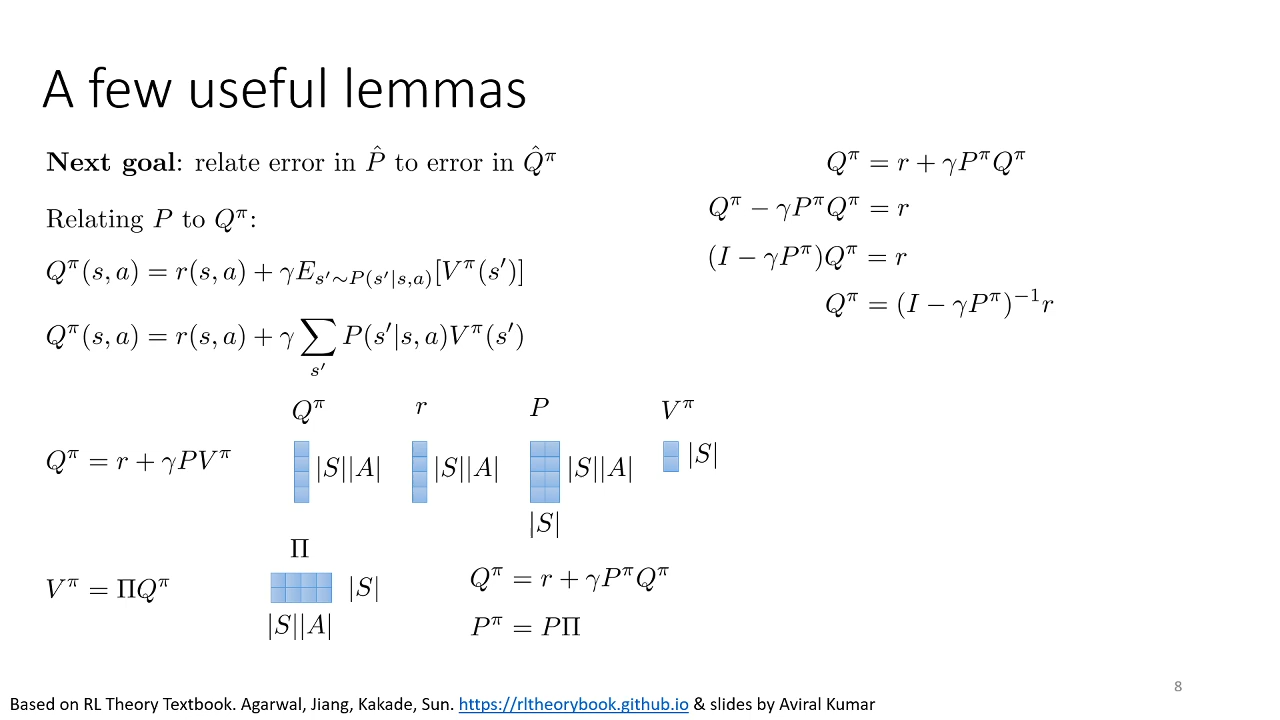 A few useful lemmas
Next goal: relate error in P̂ to error in Q̂^π
Relating P to Q^π:
Q^π(s, a) = r(s, a) + γE_{s′∼P(s′|s,a)}[V^π(s′)]
Q^π(s, a) = r(s, a) + γ ∑_{s′} P(s′|s, a)V^π(s′)
Q^π r P V^π
Q^π = r + γPV^π |S||A| |S||A| |S||A| |S|
|S|
Π
V^π = ΠQ^π |S|
|S||A|
Q^π = r + γP^πQ^π
P^π = PΠ
Q^π = r + γP^πQ^π
Q^π − γP^πQ^π = r
(I − γP^π)Q^π = r
Q^π = (I − γP^π)^{−1}r
8
Based on RL Theory Textbook. Agarwal, Jiang, Kakade, Sun. https://rltheorybook.github.io & slides by Aviral Kumar